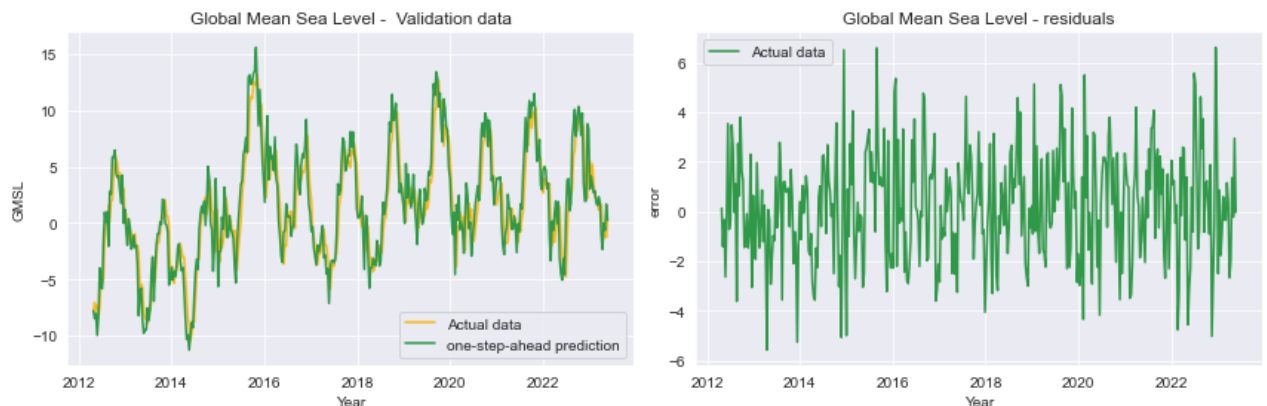 Global Mean Sea Level -  Validation data
GMSL
15
10
5
0
−5
−10
Actual data
one-step-ahead prediction
2012
2014
2016
2018
2020
2022
Year
Global Mean Sea Level - residuals
Actual data
error
6
4
2
0
−2
−4
−6
2012
2014
2016
2018
2020
2022
Year